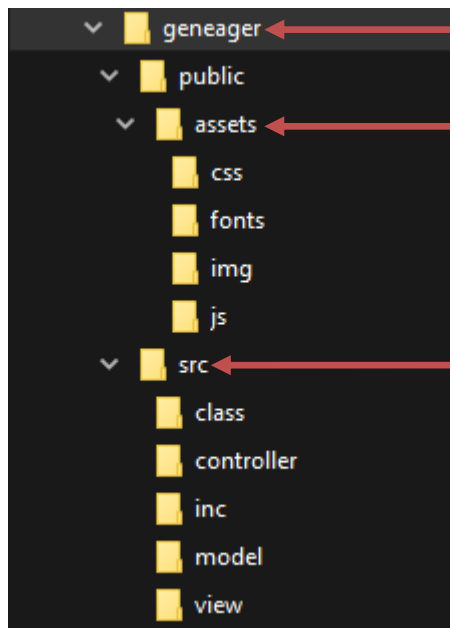 geneager
public
assets
css
fonts
img
js
src
class
controller
inc
model
view